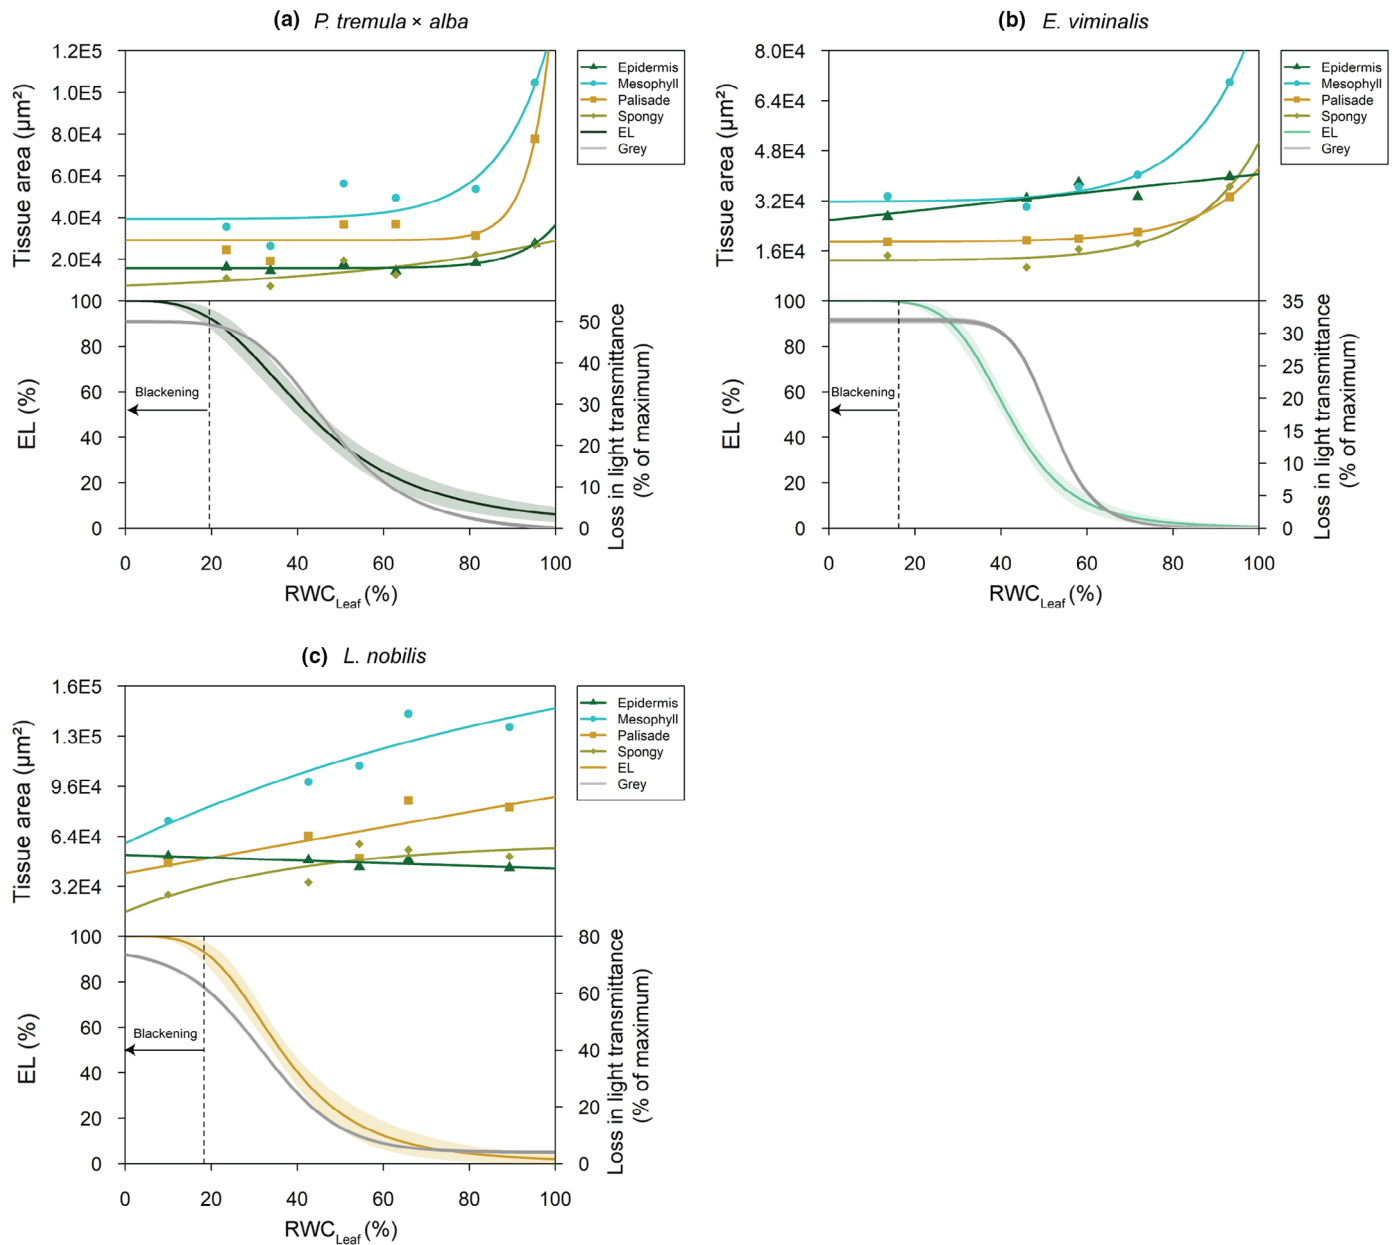 (a) P. tremula × alba
Tissue area (µm²)
1.2E5
1.0E5
8.0E4
6.0E4
4.0E4
2.0E4
Epidermis
Mesophyll
Palisade
Spongy
EL
Grey
EL (%)
100
80
60
40
20
0
Blackening
50
40
30
20
10
0
Loss in light transmittance
(% of maximum)
0 20 40 60 80 100
RWC Leaf (%)
(b) E. viminalis
Tissue area (µm²)
8.0E4
6.4E4
4.8E4
3.2E4
1.6E4
Epidermis
Mesophyll
Palisade
Spongy
EL
Grey
EL (%)
100
80
60
40
20
0
Blackening
35
30
25
20
15
10
5
0
Loss in light transmittance
(% of maximum)
0 20 40 60 80 100
RWC Leaf (%)
(c) L. nobilis
Tissue area (µm²)
1.6E5
1.3E5
9.6E4
6.4E4
3.2E4
Epidermis
Mesophyll
Palisade
Spongy
EL
Grey
EL (%)
100
80
60
40
20
0
Blackening
80
60
40
20
0
Loss in light transmittance
(% of maximum)
0 20 40 60 80 100
RWC Leaf (%)